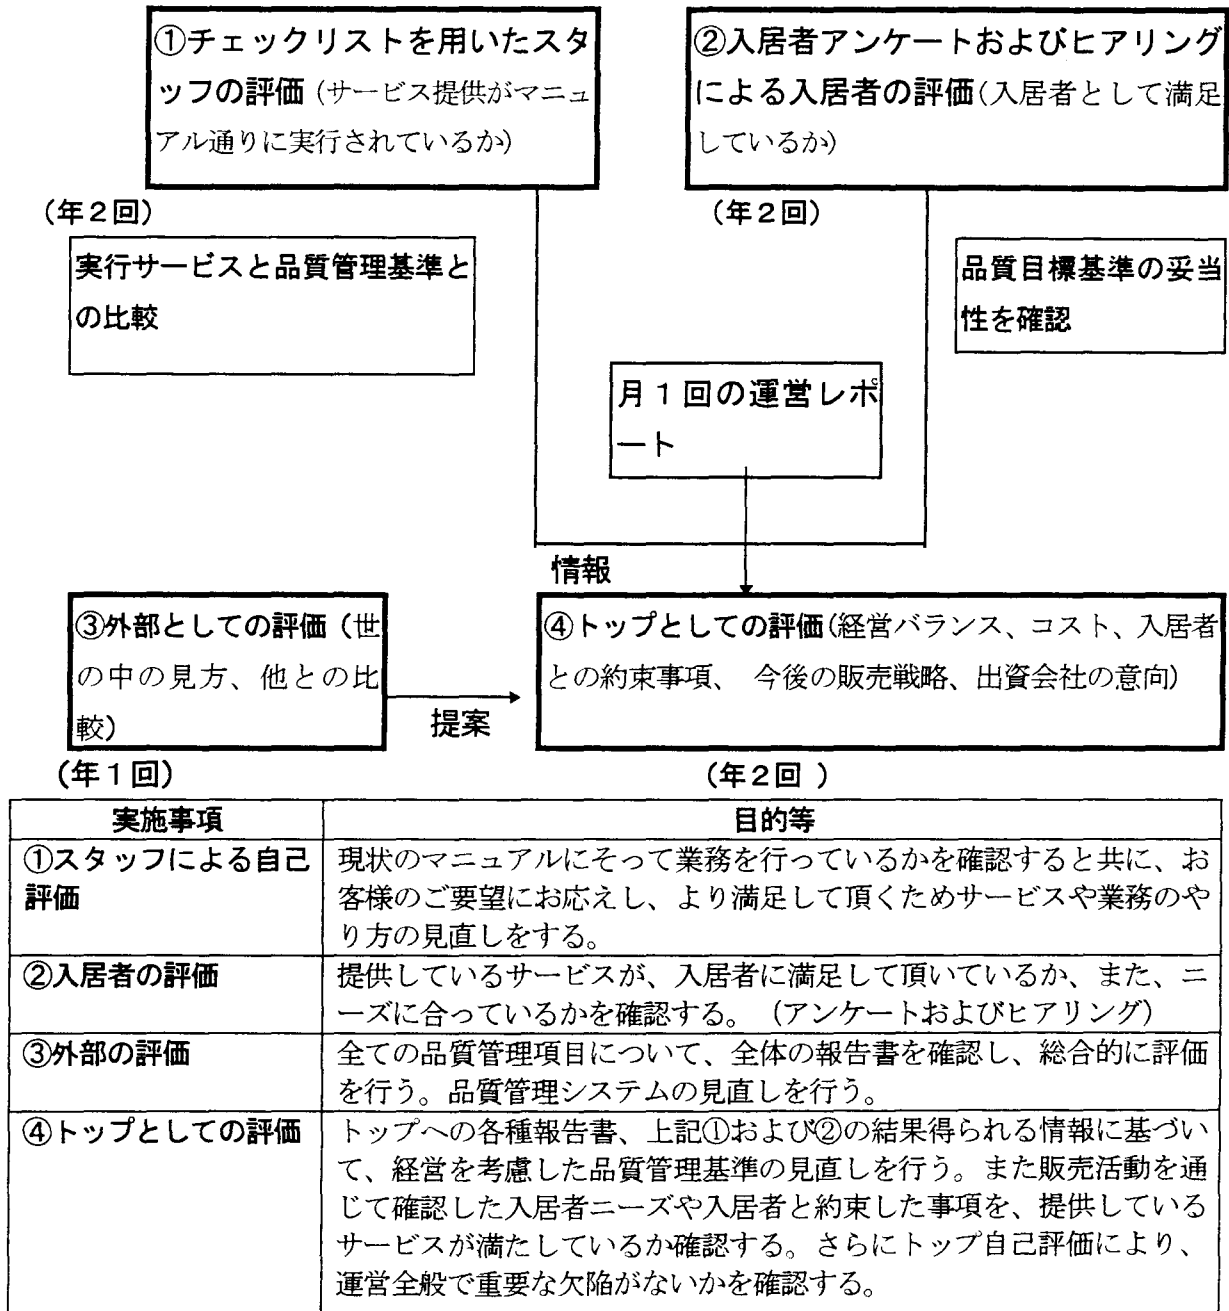 ①チェックリストを用いたスタ
ッフの評価（サービス提供がマニュ
アル通りに実行されているか）
②入居者アンケートおよびヒアリング
による入居者の評価（入居者として満足
しているか）
（年２回）
（年２回）
実行サービスと品質管理基準と
の比較
品質目標基準の妥当
性を確認
月１回の運営レポ
ート
情報
③外部としての評価（世
の中の見方、他との比
較）
提案
④トップとしての評価（経営バランス、コスト、入居者
との約束事項、 今後の販売戦略、出資会社の意向）
（年１回）
（年２回 ）
実施事項 目的等
①スタッフによる自己
評価
現状のマニュアルにそって業務を行っているかを確認すると共に、お
客様のご要望にお応えし、より満足して頂くためサービスや業務のや
り方の見直しをする。
②入居者の評価
提供しているサービスが、入居者に満足して頂いているか、また、ニ
ーズに合っているかを確認する。（アンケートおよびヒアリング）
③外部の評価
全ての品質管理項目について、全体の報告書を確認し、総合的に評価
を行う。品質管理システムの見直しを行う。
④トップとしての評価
トップへの各種報告書、上記①および②の結果得られる情報に基づい
て、経営を考慮した品質管理基準の見直しを行う。また販売活動を通
じて確認した入居者ニーズや入居者と約束した事項を、提供している
サービスが満たしているか確認する。さらにトップ自己評価により、
運営全般で重要な欠陥がないかを確認する。